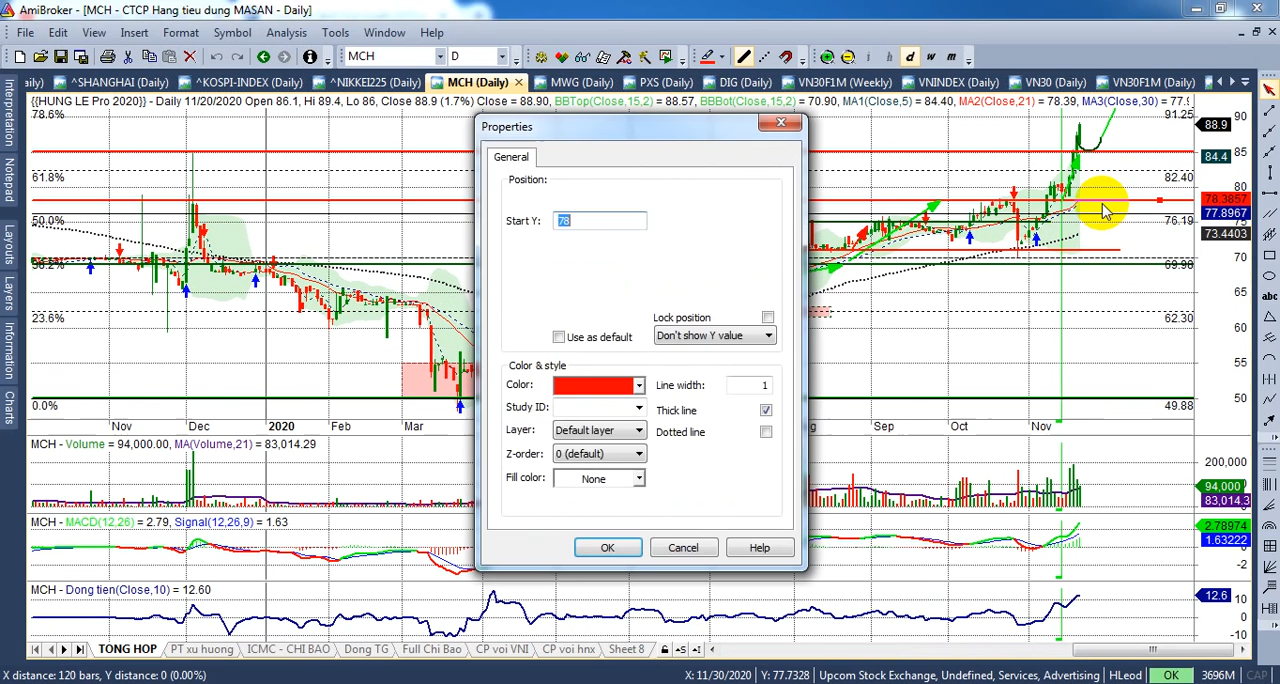 AmiBroker - [MCH - CTCP Hang tieu dung MASAN - Daily]
File Edit View Insert Format Symbol Analysis Tools Window Help
MCH D
i h d w m
ily) ^SHANGHAI (Daily) ^KOSPI-INDEX (Daily) ^NIKKEI225 (Daily) MCH (Daily) MWG (Daily) PXS (Daily) DIG (Daily) VN30F1M (Weekly) VNINDEX (Daily) VN30 (Daily) VN30F1M (Daily)
{{HUNG LE Pro 2020}} - Daily 11/20/2020 Open 86.1, Hi 89.4, Lo 86, Close 88.9 (1.7%) Close = 88.90, BBTop(Close,15,2) = 88.57, BBBot(Close,15,2) = 70.90, MA1(Close,5) = 84.40, MA2(Close,21) = 78.39, MA3(Close,30) = 77.9
Interpretation
Notepad
Layers
Information
Charts
78.6%
61.8%
50.0%
23.6%
0.0%
91.25
82.40
76.19
69.98
62.30
49.88
90
88.9
85
84.4
80
78.3857
77.8967
73.4403
70
65
60
55
50
Properties
General
Position:
Start Y: 78
Lock position
Use as default
Don't show Y value
Color & style
Color:
Line width: 1
Study ID:
Thick line
Layer: Default layer
Dotted line
Z-order: 0 (default)
Fill color: None
OK Cancel Help
Nov Dec 2020 Feb Mar Sep Oct Nov
MCH - Volume = 94,000.00, MA(Volume,21) = 83,014.29
200,000
94,000
83,014.3
MCH - MACD(12,26) = 2.79, Signal(12,26,9) = 1.63
2.78974
1.63222
-2
MCH - Dong tien(Close,10) = 12.60
12.6
10
0
-10
TONG HOP PT xu huong ICMC - CHI BAO Dong TG Full Chi Bao CP voi VNI CP voi hnx Sheet 8
X distance: 120 bars, Y distance: 0 (0.00%) X: 11/30/2020 Y: 77.7328 Upcom Stock Exchange, Undefined, Services, Advertising HLeod OK 3696M CAP